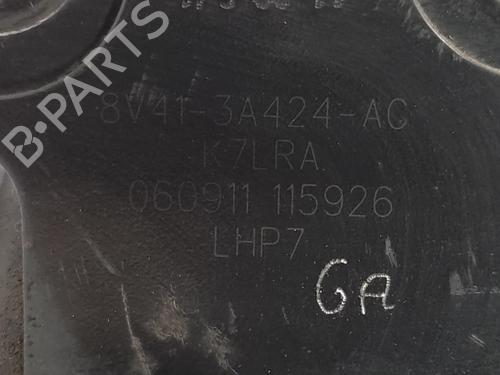 8V41-3A424-AC
K7LRA
060911 115926
LHP7
GA
B-PARTS